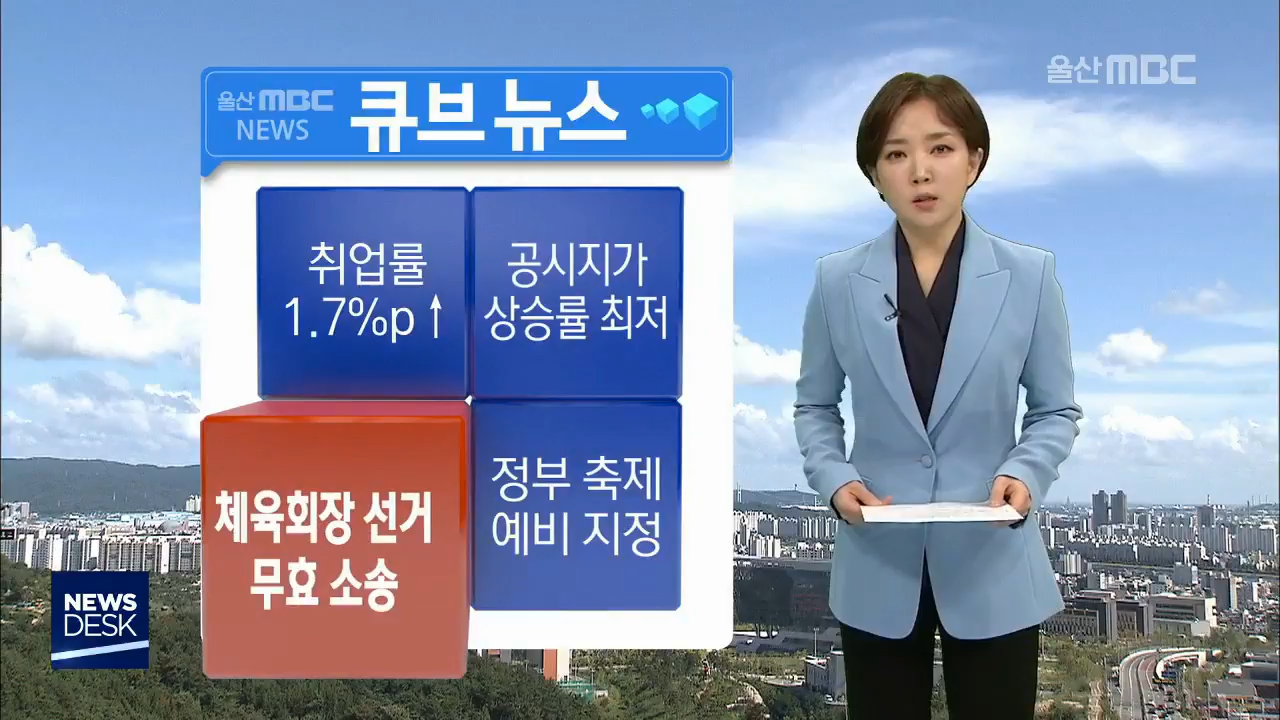 울산MBC
울산MBC
NEWS
큐브 뉴스
취업률
1.7%p↑
공시지가
상승률 최저
체육회장 선거
무효 소송
정부 축제
예비 지정
NEWS
DESK